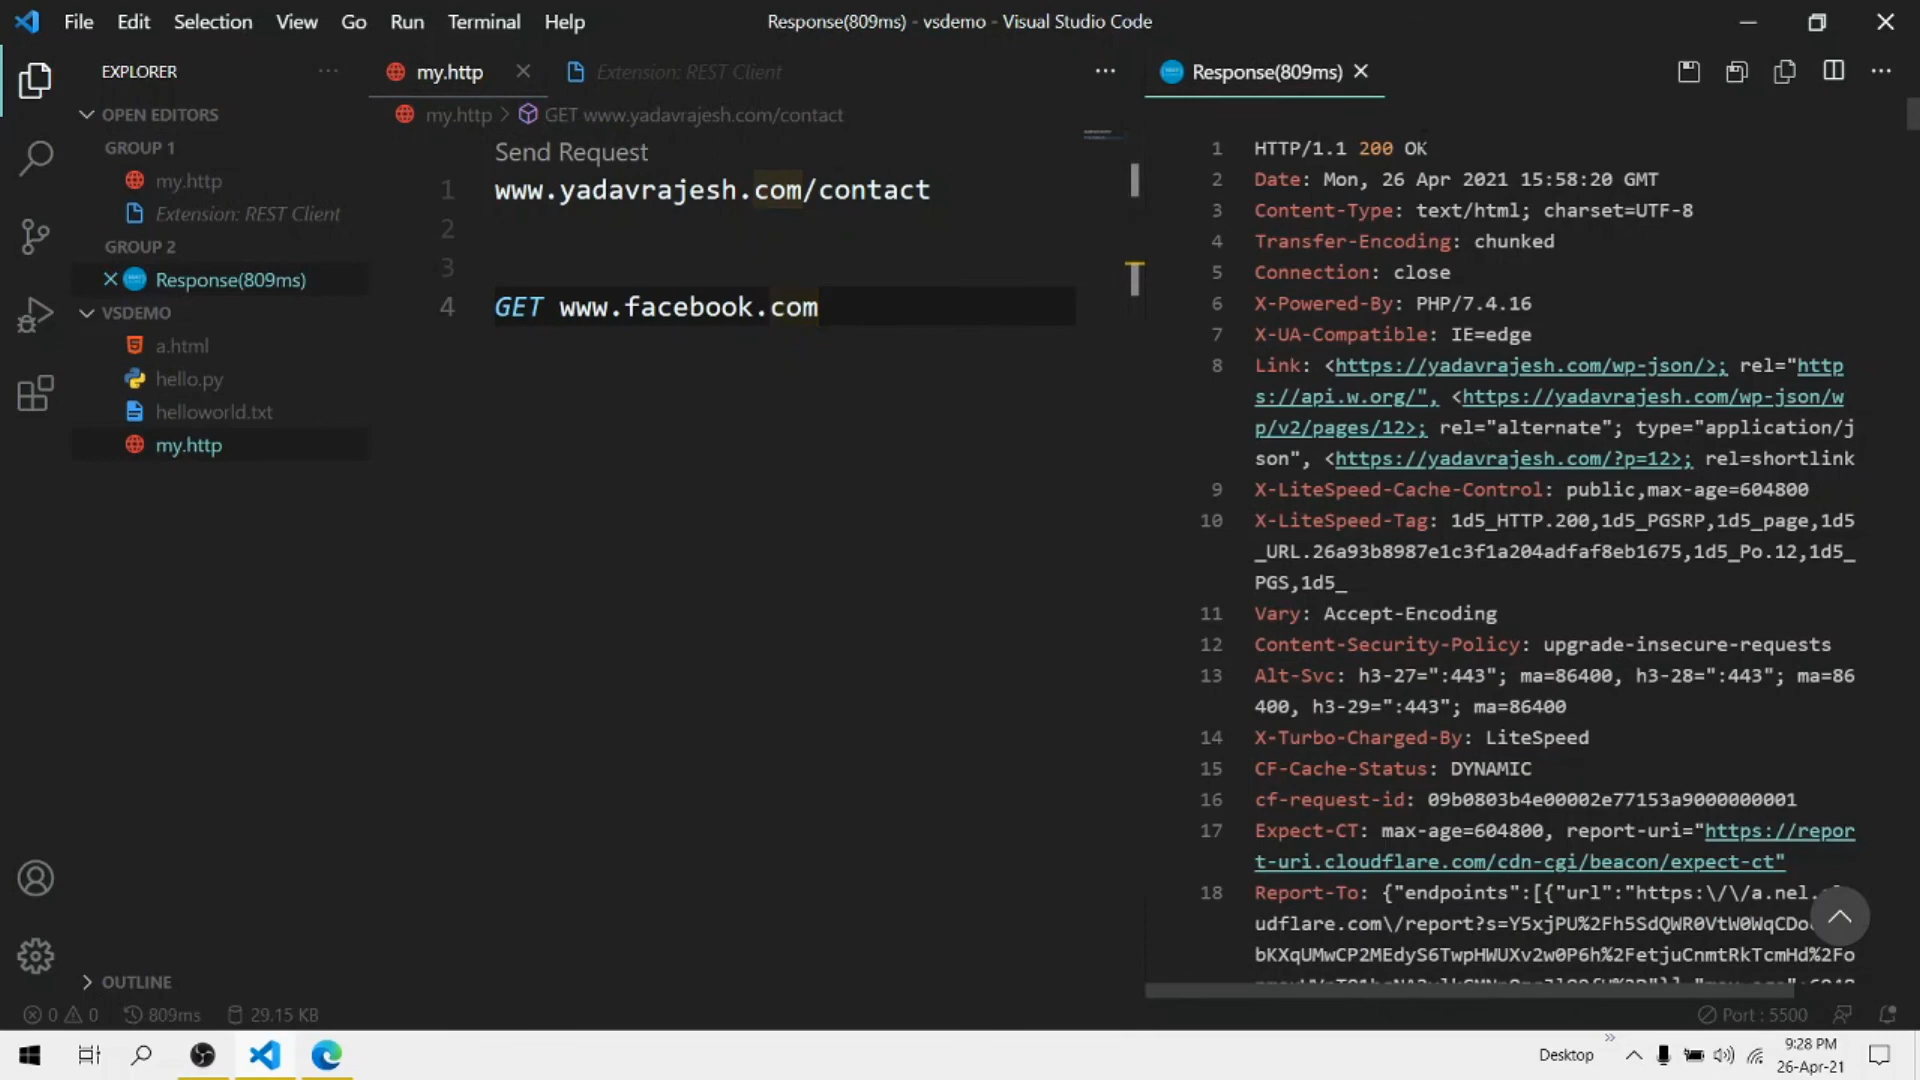 File Edit Selection View Go Run Terminal Help
Response(809ms) - vsdemo - Visual Studio Code
EXPLORER
OPEN EDITORS
GROUP 1
my.http
Extension: REST Client
GROUP 2
Response(809ms)
VSDEMO
a.html
hello.py
helloworld.txt
my.http
OUTLINE
my.http
Extension: REST Client
my.http > GET www.yadavrajesh.com/contact
Send Request
1 www.yadavrajesh.com/contact
2
3
4 GET www.facebook.com
Response(809ms)
1 HTTP/1.1 200 OK
2 Date: Mon, 26 Apr 2021 15:58:20 GMT
3 Content-Type: text/html; charset=UTF-8
4 Transfer-Encoding: chunked
5 Connection: close
6 X-Powered-By: PHP/7.4.16
7 X-UA-Compatible: IE=edge
8 Link: <https://yadavrajesh.com/wp-json/>; rel="http
s://api.w.org/", <https://yadavrajesh.com/wp-json/w
p/v2/pages/12>; rel="alternate"; type="application/j
son", <https://yadavrajesh.com/?p=12>; rel=shortlink
9 X-LiteSpeed-Cache-Control: public,max-age=604800
10 X-LiteSpeed-Tag: 1d5_HTTP.200,1d5_PGSRP,1d5_page,1d5
_URL.26a93b8987e1c3f1a204adfaf8eb1675,1d5_Po.12,1d5_
PGS,1d5_
11 Vary: Accept-Encoding
12 Content-Security-Policy: upgrade-insecure-requests
13 Alt-Svc: h3-27=":443"; ma=86400, h3-28=":443"; ma=86
400, h3-29=":443"; ma=86400
14 X-Turbo-Charged-By: LiteSpeed
15 CF-Cache-Status: DYNAMIC
16 cf-request-id: 09b0803b4e00002e77153a9000000001
17 Expect-CT: max-age=604800, report-uri="https://repor
t-uri.cloudflare.com/cdn-cgi/beacon/expect-ct"
18 Report-To: {"endpoints":[{"url":"https:\/\/a.nel.
udflare.com\/report?s=Y5xjPU%2Fh5SdQWR0VtW0WqCDo
bKXqUMwCP2MEdyS6TwpHWUXv2w0P6h%2FetjuCnmtRkTcmHd%2Fo
0 0 809ms 29.15 KB
Port : 5500
Desktop
9:28 PM
26-Apr-21